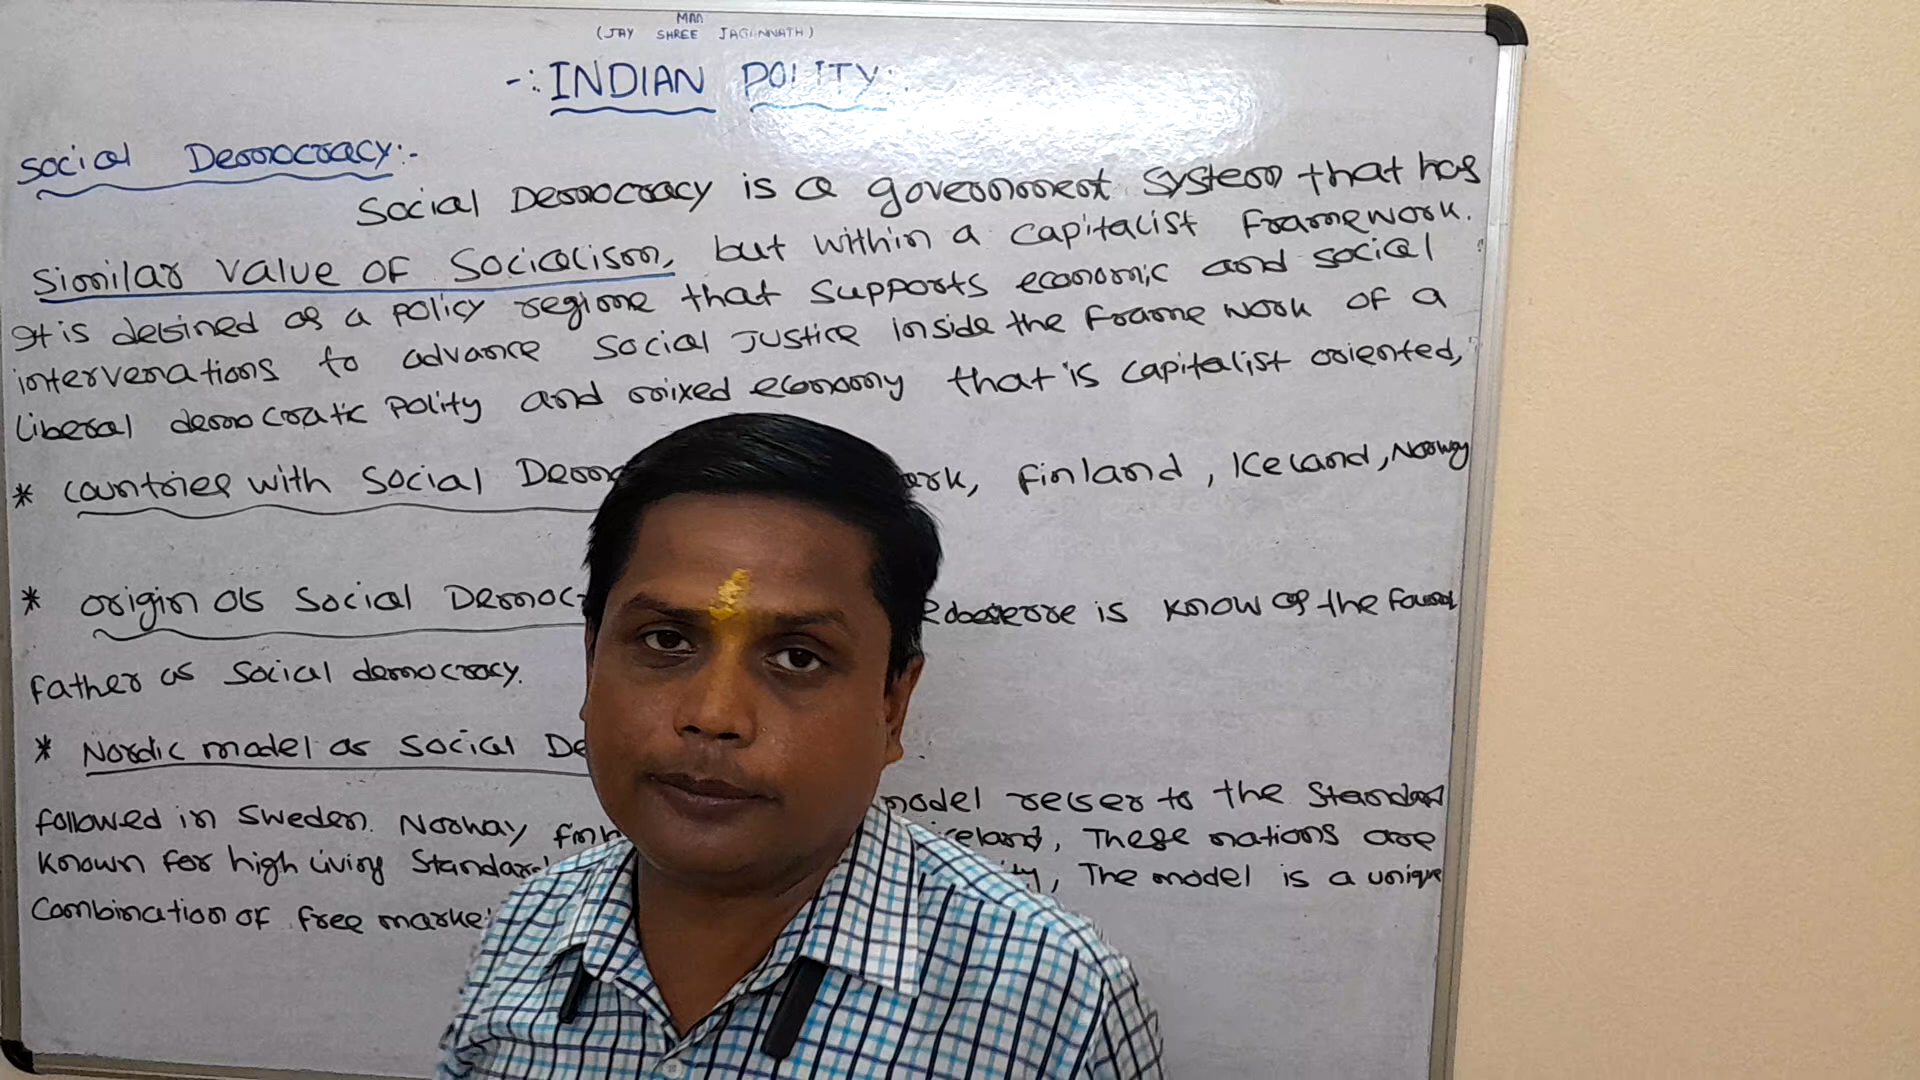 MAA
(JAY SHREE JAGANNATH)
-: INDIAN POLITY :
Social Democracy:-
Social Democracy is a government system that has
Similar value of Socialism, but within a capitalist framework.
It is defined as a policy regime that supports economic and social
interventions to advance social justice inside the frame work of a
liberal democratic polity and mixed economy that is capitalist oriented,
* countries with Social Demo ark, Finland, Iceland, Norway
* origin of Social Democ is know of the
Father as Social democracy.
* Nordic model as Social De
model refer to the Standard
followed in Sweden. Norway, finl celand, These nations are
known for high living Standar ty, The model is a unique
Combination of free marke